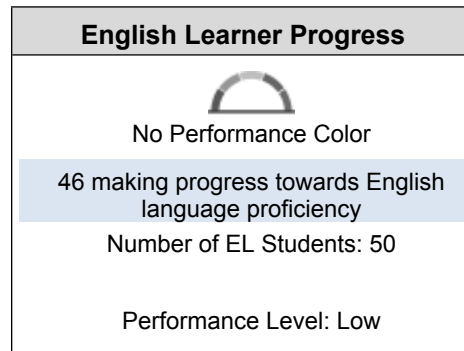 English Learner Progress
No Performance Color
46 making progress towards English
language proficiency
Number of EL Students: 50
Performance Level: Low